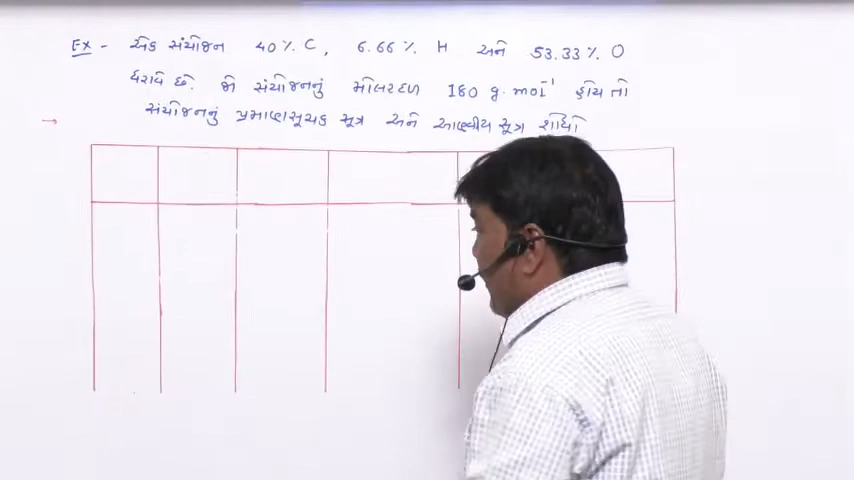 Ex - એક સંયોજન 40 %. C, 6.66 %. H અને 53.33 %. O
ધરાવે છે. જો સંયોજનનું મોલરદળ 180 g. mol⁻¹ હોય તો
→ સંયોજનનું પ્રમાણસૂચક સૂત્ર અને આણ્વીય સૂત્ર શોધો